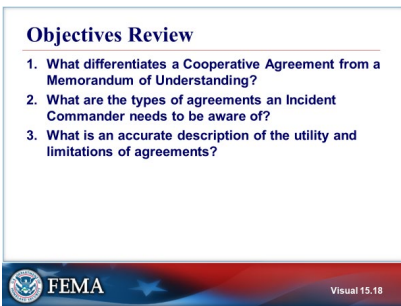 Objectives Review
1. What differentiates a Cooperative Agreement from a
Memorandum of Understanding?
2. What are the types of agreements an Incident
Commander needs to be aware of?
3. What is an accurate description of the utility and
limitations of agreements?
FEMA
Visual 15.18